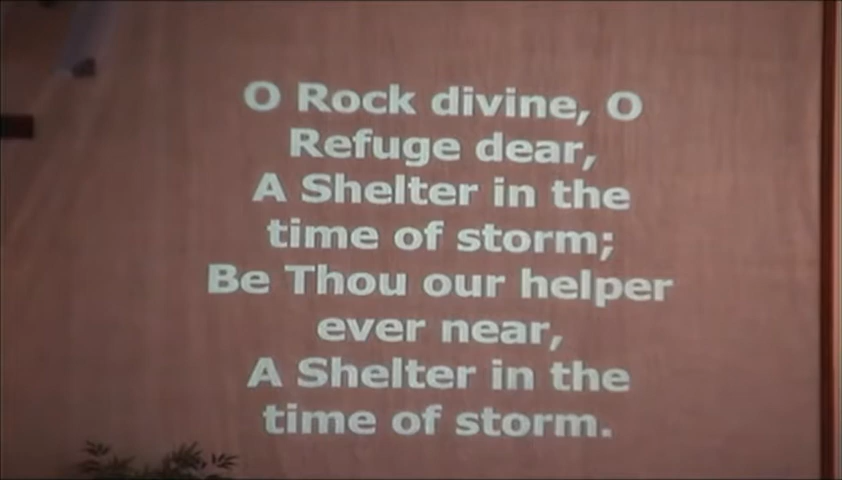 O Rock divine, O
Refuge dear,
A Shelter in the
time of storm;
Be Thou our helper
ever near,
A Shelter in the
time of storm.